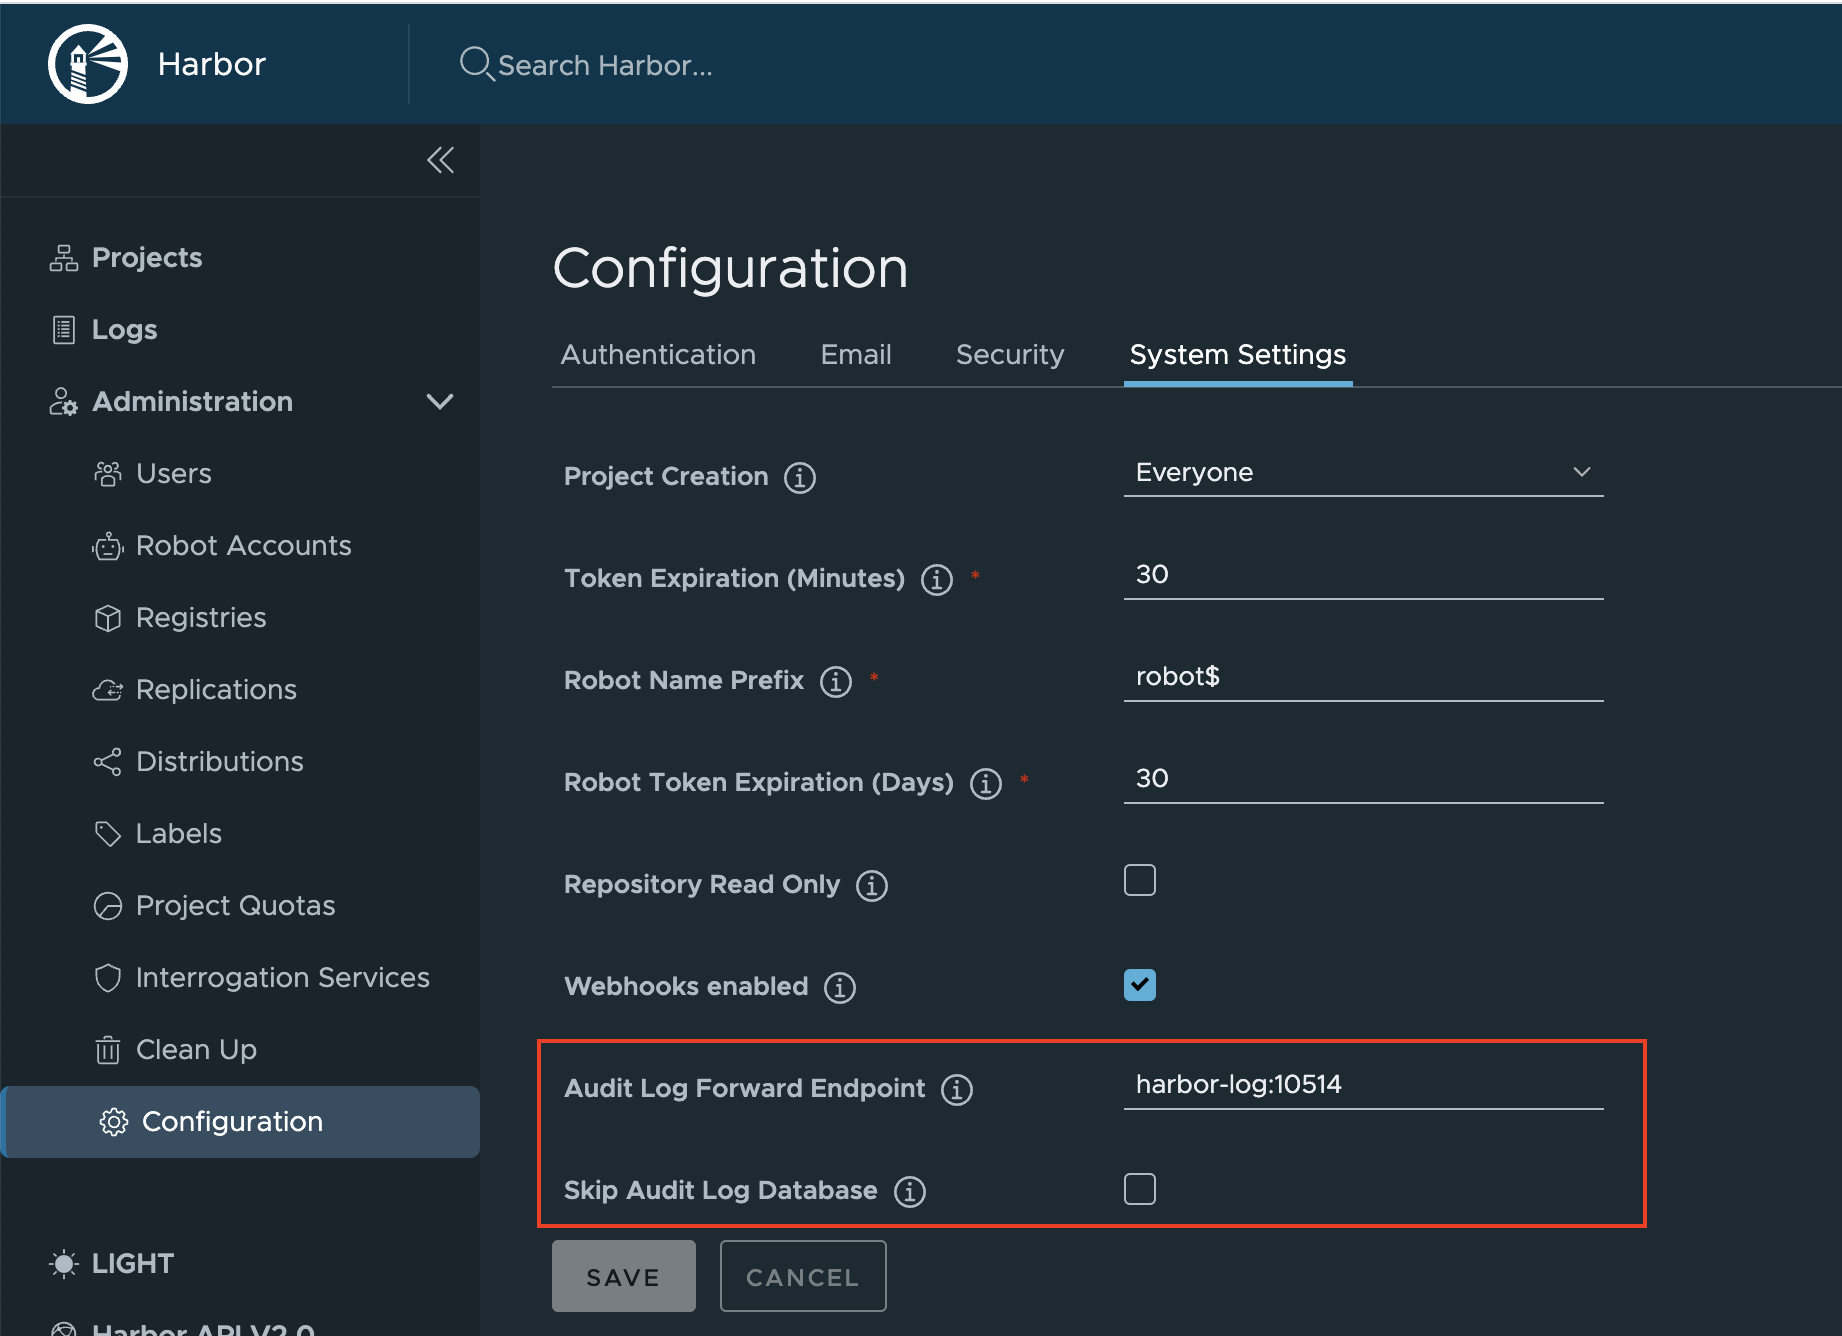 Harbor
Search Harbor...
Projects
Logs
Administration
Users
Robot Accounts
Registries
Replications
Distributions
Labels
Project Quotas
Interrogation Services
Clean Up
Configuration
LIGHT
Harbor API V2.0
Configuration
Authentication Email Security System Settings
Project Creation Everyone
Token Expiration (Minutes) * 30
Robot Name Prefix * robot$
Robot Token Expiration (Days) * 30
Repository Read Only
Webhooks enabled
Audit Log Forward Endpoint harbor-log:10514
Skip Audit Log Database
SAVE CANCEL